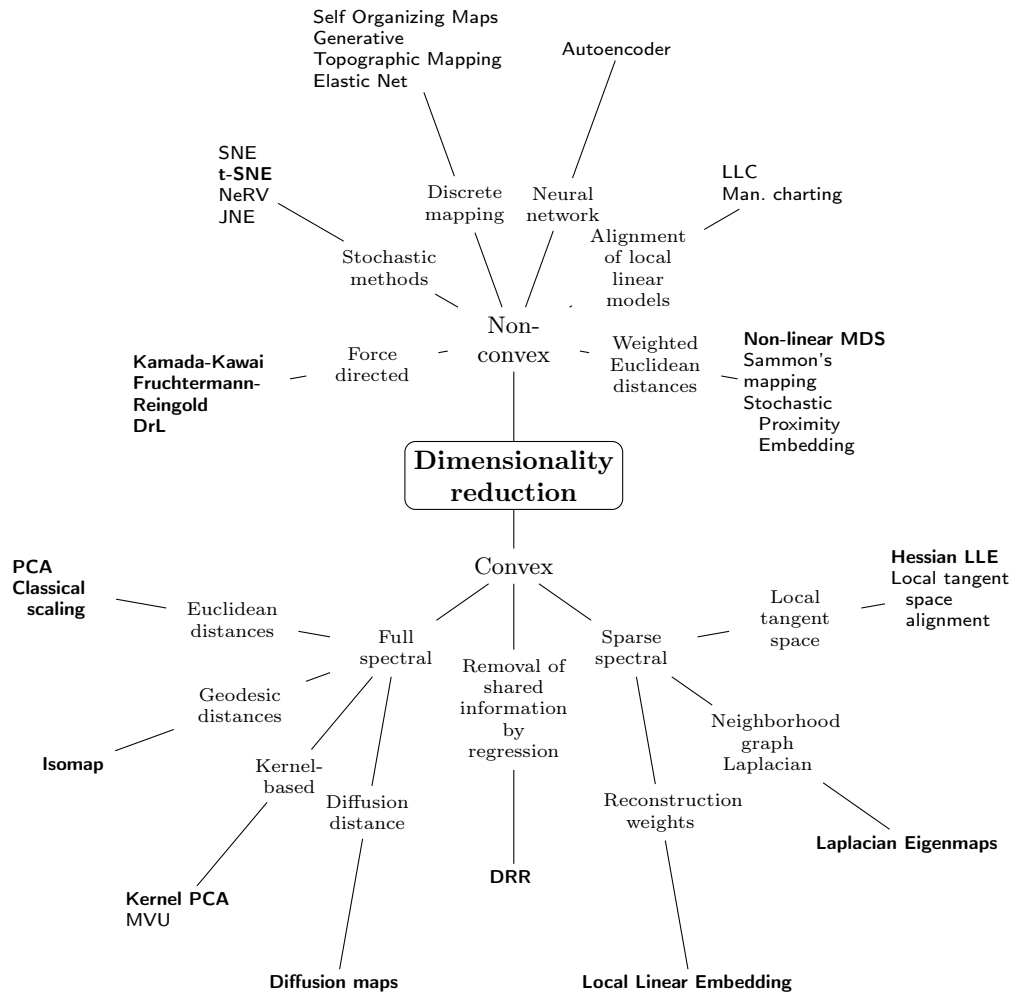 Self Organizing Maps
Generative
Topographic Mapping
Elastic Net
Autoencoder
SNE
t-SNE
NeRV
JNE
LLC
Man. charting
Discrete
mapping
Neural
network
Stochastic
methods
Alignment
of local
linear
models
Non-
convex
Kamada-Kawai
Fruchtermann-
Reingold
DrL
Force
directed
Weighted
Euclidean
distances
Non-linear MDS
Sammon's
mapping
Stochastic
Proximity
Embedding
Dimensionality
reduction
Convex
PCA
Classical
scaling
Euclidean
distances
Full
spectral
Removal of
shared
information
by
regression
Sparse
spectral
Local
tangent
space
Hessian LLE
Local tangent
space
alignment
Geodesic
distances
Isomap
Kernel-
based
Diffusion
distance
Reconstruction
weights
Neighborhood
graph
Laplacian
Laplacian Eigenmaps
Kernel PCA
MVU
DRR
Diffusion maps
Local Linear Embedding